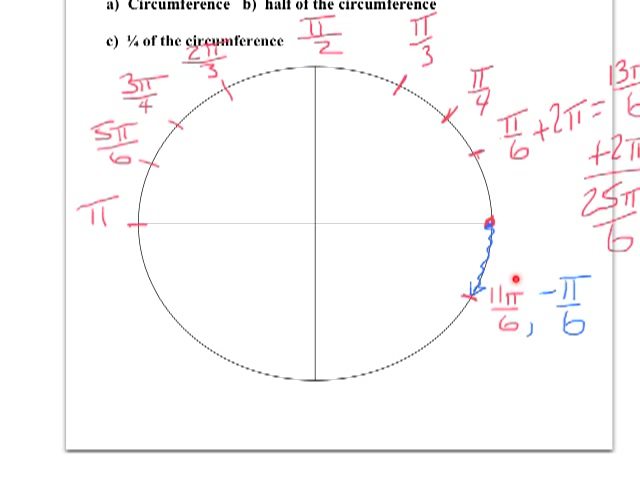 a) Circumference b) half of the circumference
c) ¼ of the circumference
π/2
π/3
2π/3
3π/4
π/4
5π/6
π/6 + 2π = 13π/6
+2π
25π/6
π
11π/6, -π/6